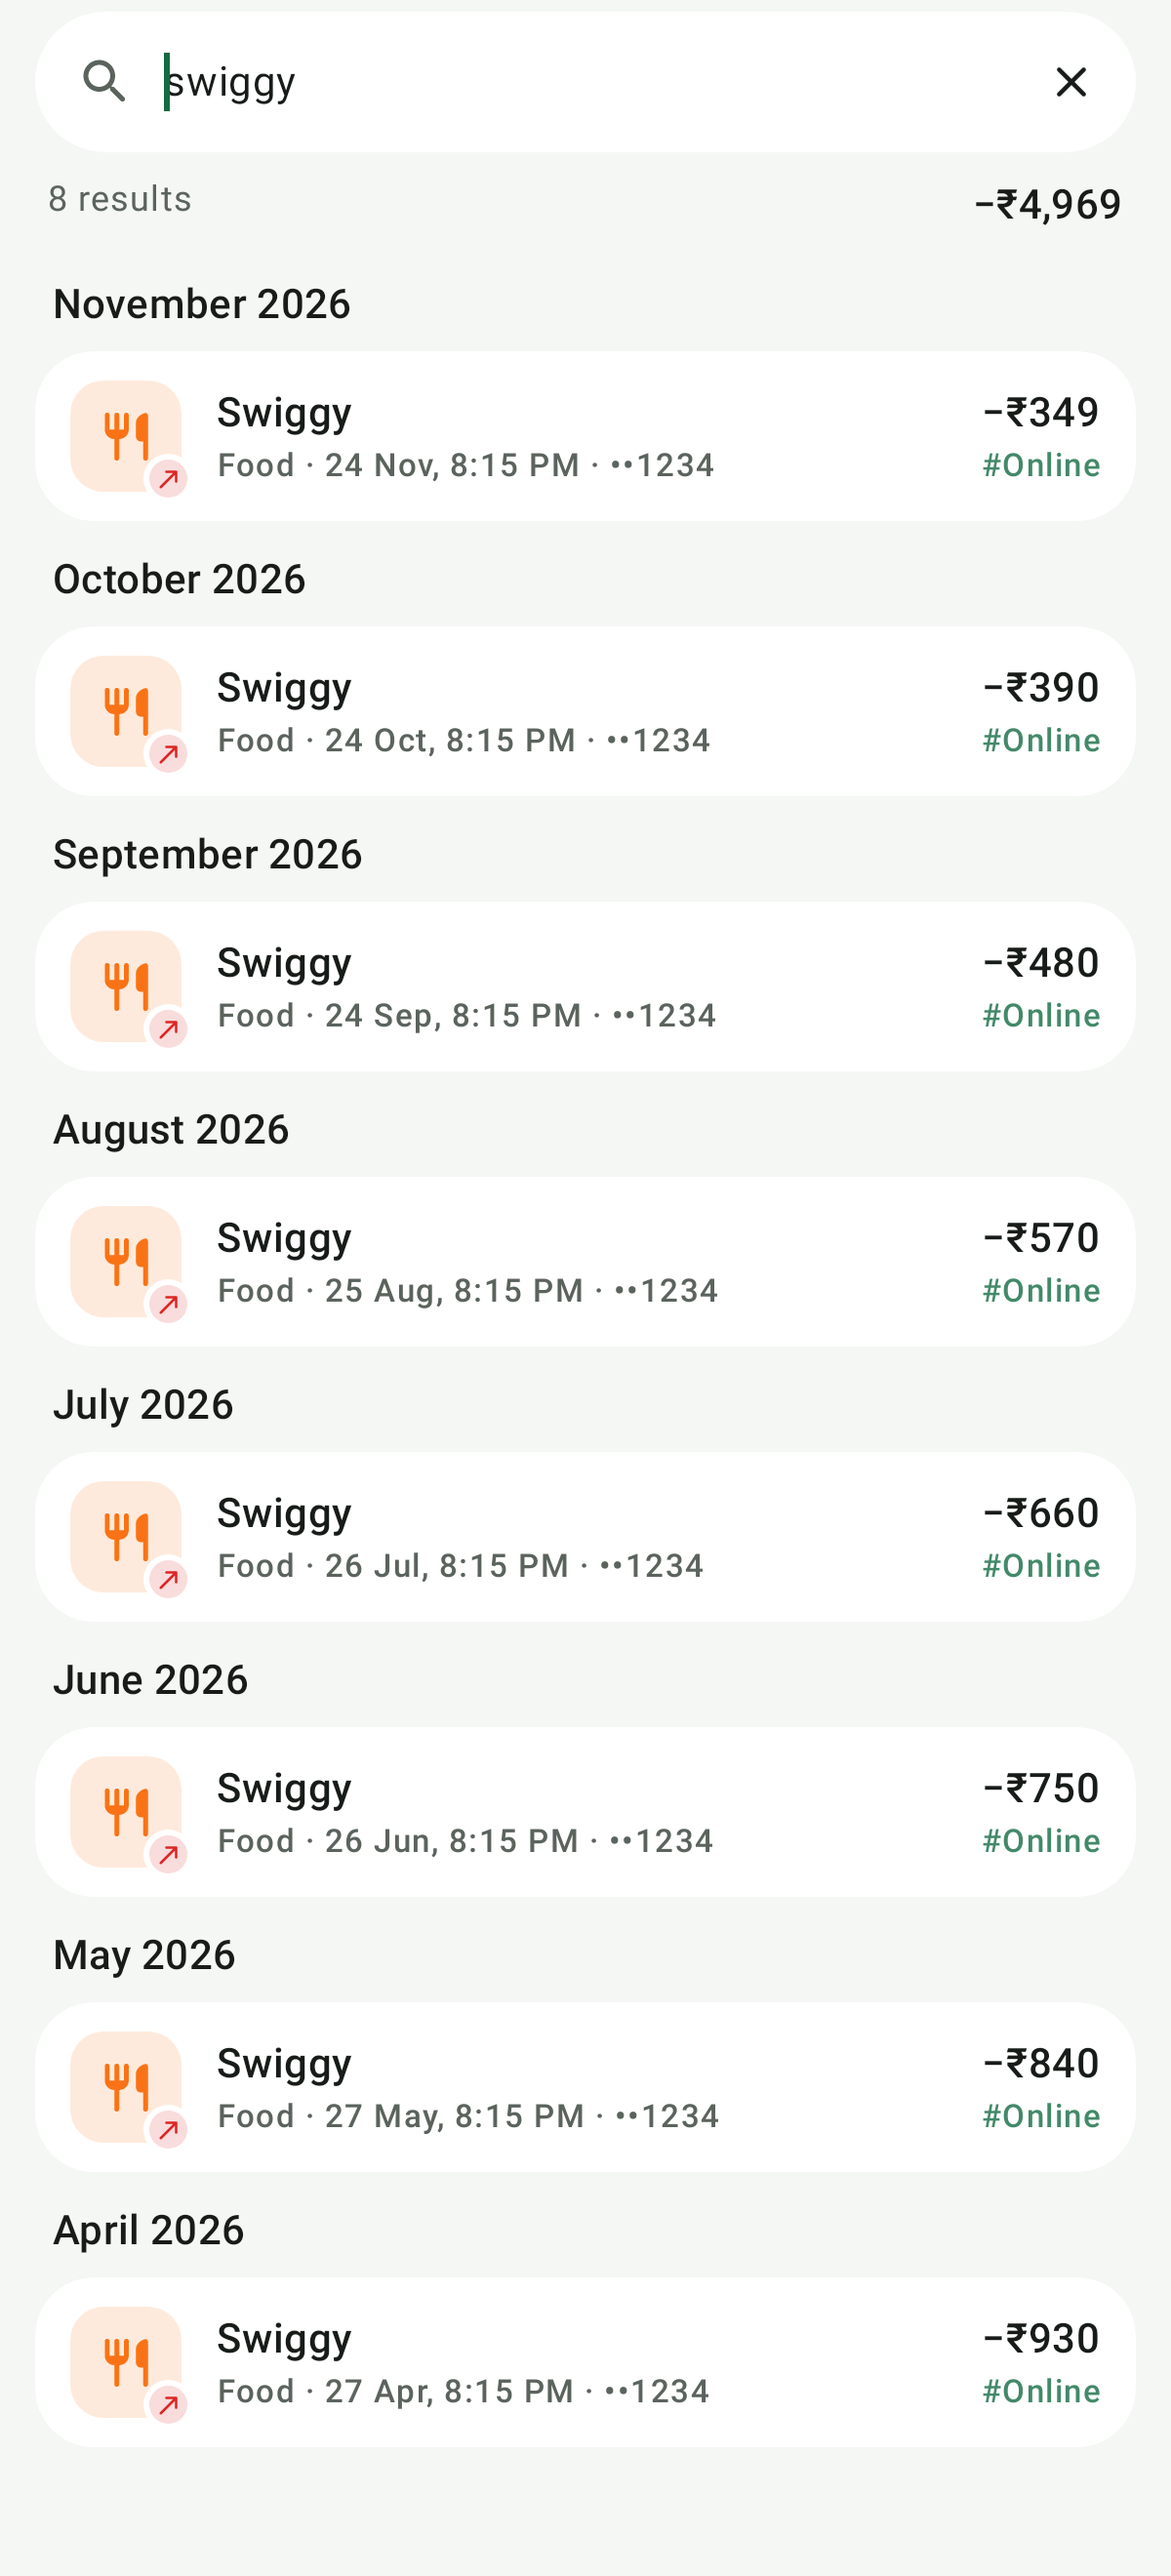 swiggy
8 results
−₹4,969
November 2026
Swiggy
−₹349
Food · 24 Nov, 8:15 PM · ••1234
#Online
October 2026
Swiggy
−₹390
Food · 24 Oct, 8:15 PM · ••1234
#Online
September 2026
Swiggy
−₹480
Food · 24 Sep, 8:15 PM · ••1234
#Online
August 2026
Swiggy
−₹570
Food · 25 Aug, 8:15 PM · ••1234
#Online
July 2026
Swiggy
−₹660
Food · 26 Jul, 8:15 PM · ••1234
#Online
June 2026
Swiggy
−₹750
Food · 26 Jun, 8:15 PM · ••1234
#Online
May 2026
Swiggy
−₹840
Food · 27 May, 8:15 PM · ••1234
#Online
April 2026
Swiggy
−₹930
Food · 27 Apr, 8:15 PM · ••1234
#Online